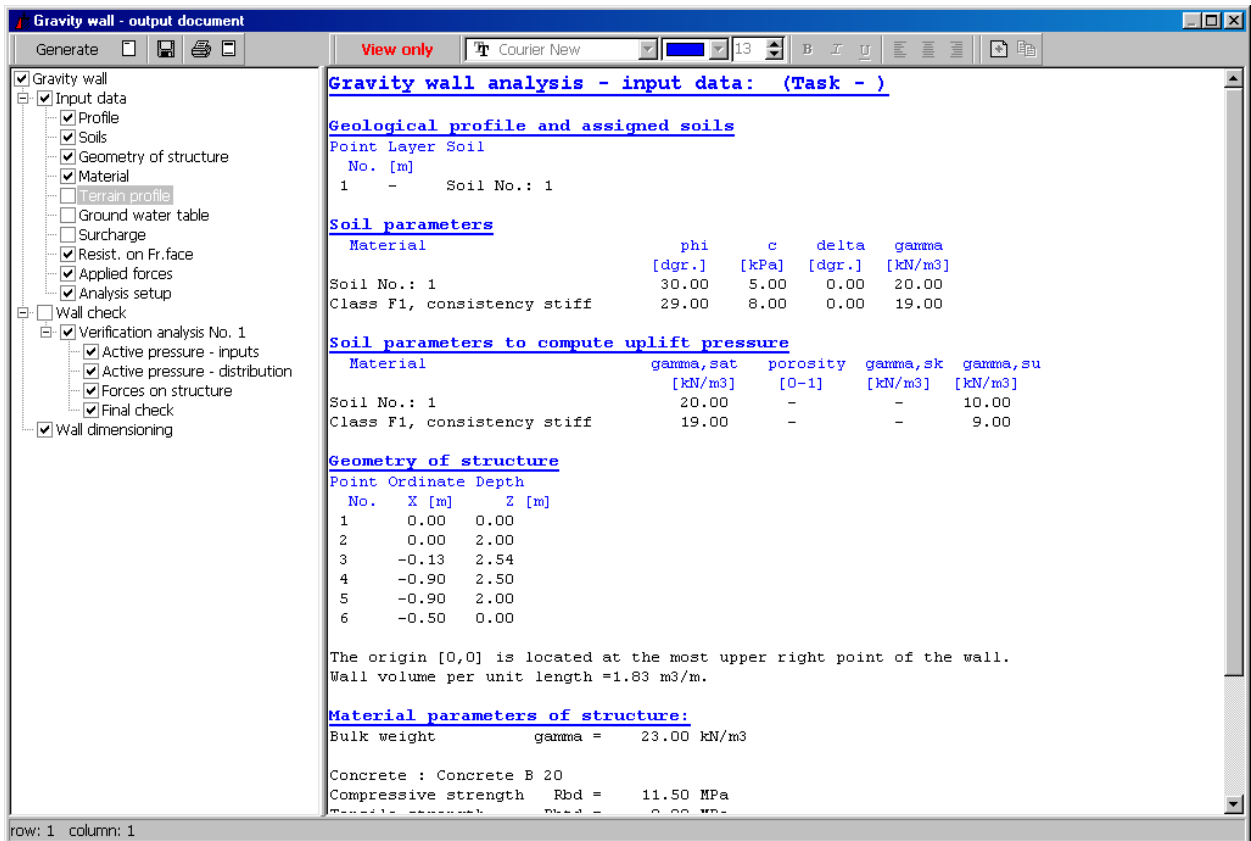 Gravity wall - output document
Generate View only Courier New 13 B I U
Gravity wall
Input data
Profile
Soils
Geometry of structure
Material
Terrain profile
Ground water table
Surcharge
Resist. on Fr.face
Applied forces
Analysis setup
Wall check
Verification analysis No. 1
Active pressure - inputs
Active pressure - distribution
Forces on structure
Final check
Wall dimensioning
Gravity wall analysis - input data: (Task - )
Geological profile and assigned soils
Point Layer Soil
No. [m]
1 - Soil No.: 1
Soil parameters
Material phi c delta gamma
[dgr.] [kPa] [dgr.] [kN/m3]
Soil No.: 1 30.00 5.00 0.00 20.00
Class F1, consistency stiff 29.00 8.00 0.00 19.00
Soil parameters to compute uplift pressure
Material gamma,sat porosity gamma,sk gamma,su
[kN/m3] [0-1] [kN/m3] [kN/m3]
Soil No.: 1 20.00 - - 10.00
Class F1, consistency stiff 19.00 - - 9.00
Geometry of structure
Point Ordinate Depth
No. X [m] Z [m]
1 0.00 0.00
2 0.00 2.00
3 -0.13 2.54
4 -0.90 2.50
5 -0.90 2.00
6 -0.50 0.00
The origin [0,0] is located at the most upper right point of the wall.
Wall volume per unit length =1.83 m3/m.
Material parameters of structure:
Bulk weight gamma = 23.00 kN/m3
Concrete : Concrete B 20
Compressive strength Rbd = 11.50 MPa
row: 1 column: 1